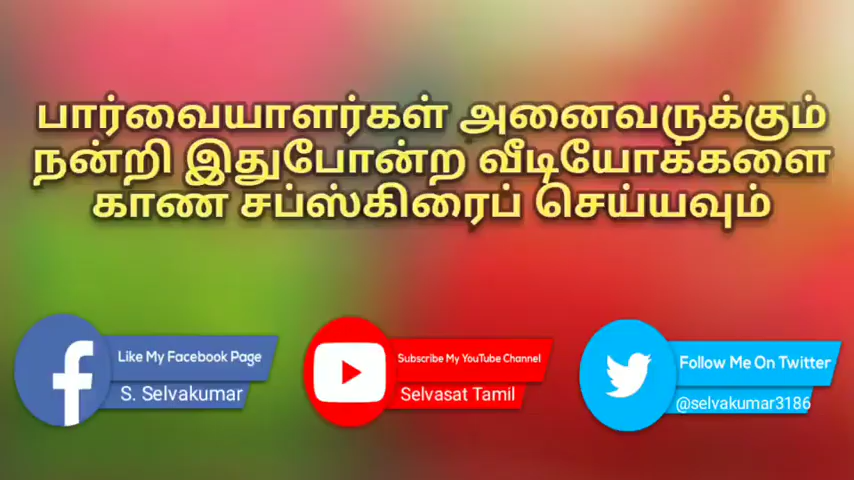 பார்வையாளர்கள் அனைவருக்கும்
நன்றி இதுபோன்ற வீடியோக்களை
காண சப்ஸ்கிரைப் செய்யவும்
Like My Facebook Page
S. Selvakumar
Subscribe My YouTube Channel
Selvasat Tamil
Follow Me On Twitter
@selvakumar3186